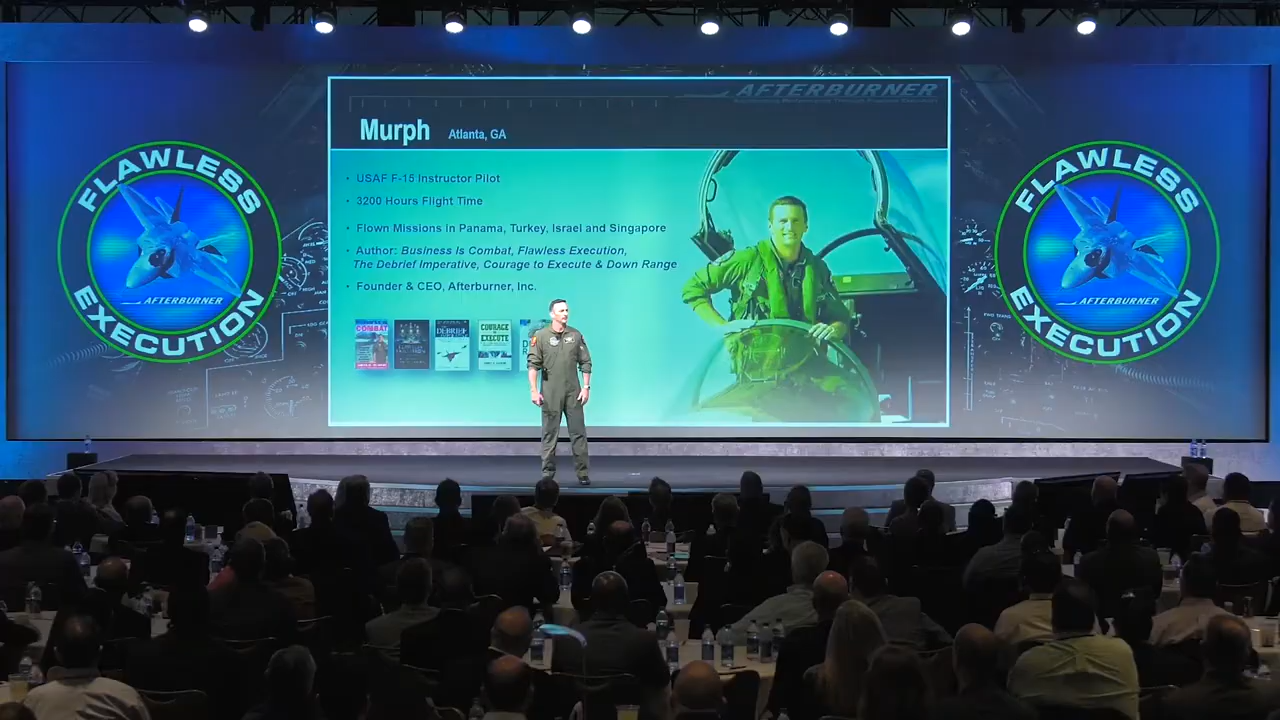 AFTERBURNER
Murph Atlanta, GA
• USAF F-15 Instructor Pilot
• 3200 Hours Flight Time
• Flown Missions in Panama, Turkey, Israel and Singapore
• Author: Business Is Combat, Flawless Execution,
The Debrief Imperative, Courage to Execute & Down Range
• Founder & CEO, Afterburner, Inc.
COMBAT
DEBRIEF
COURAGE
EXECUTE
FLAWLESS
AFTERBURNER
EXECUTION
FLAWLESS
AFTERBURNER
EXECUTION